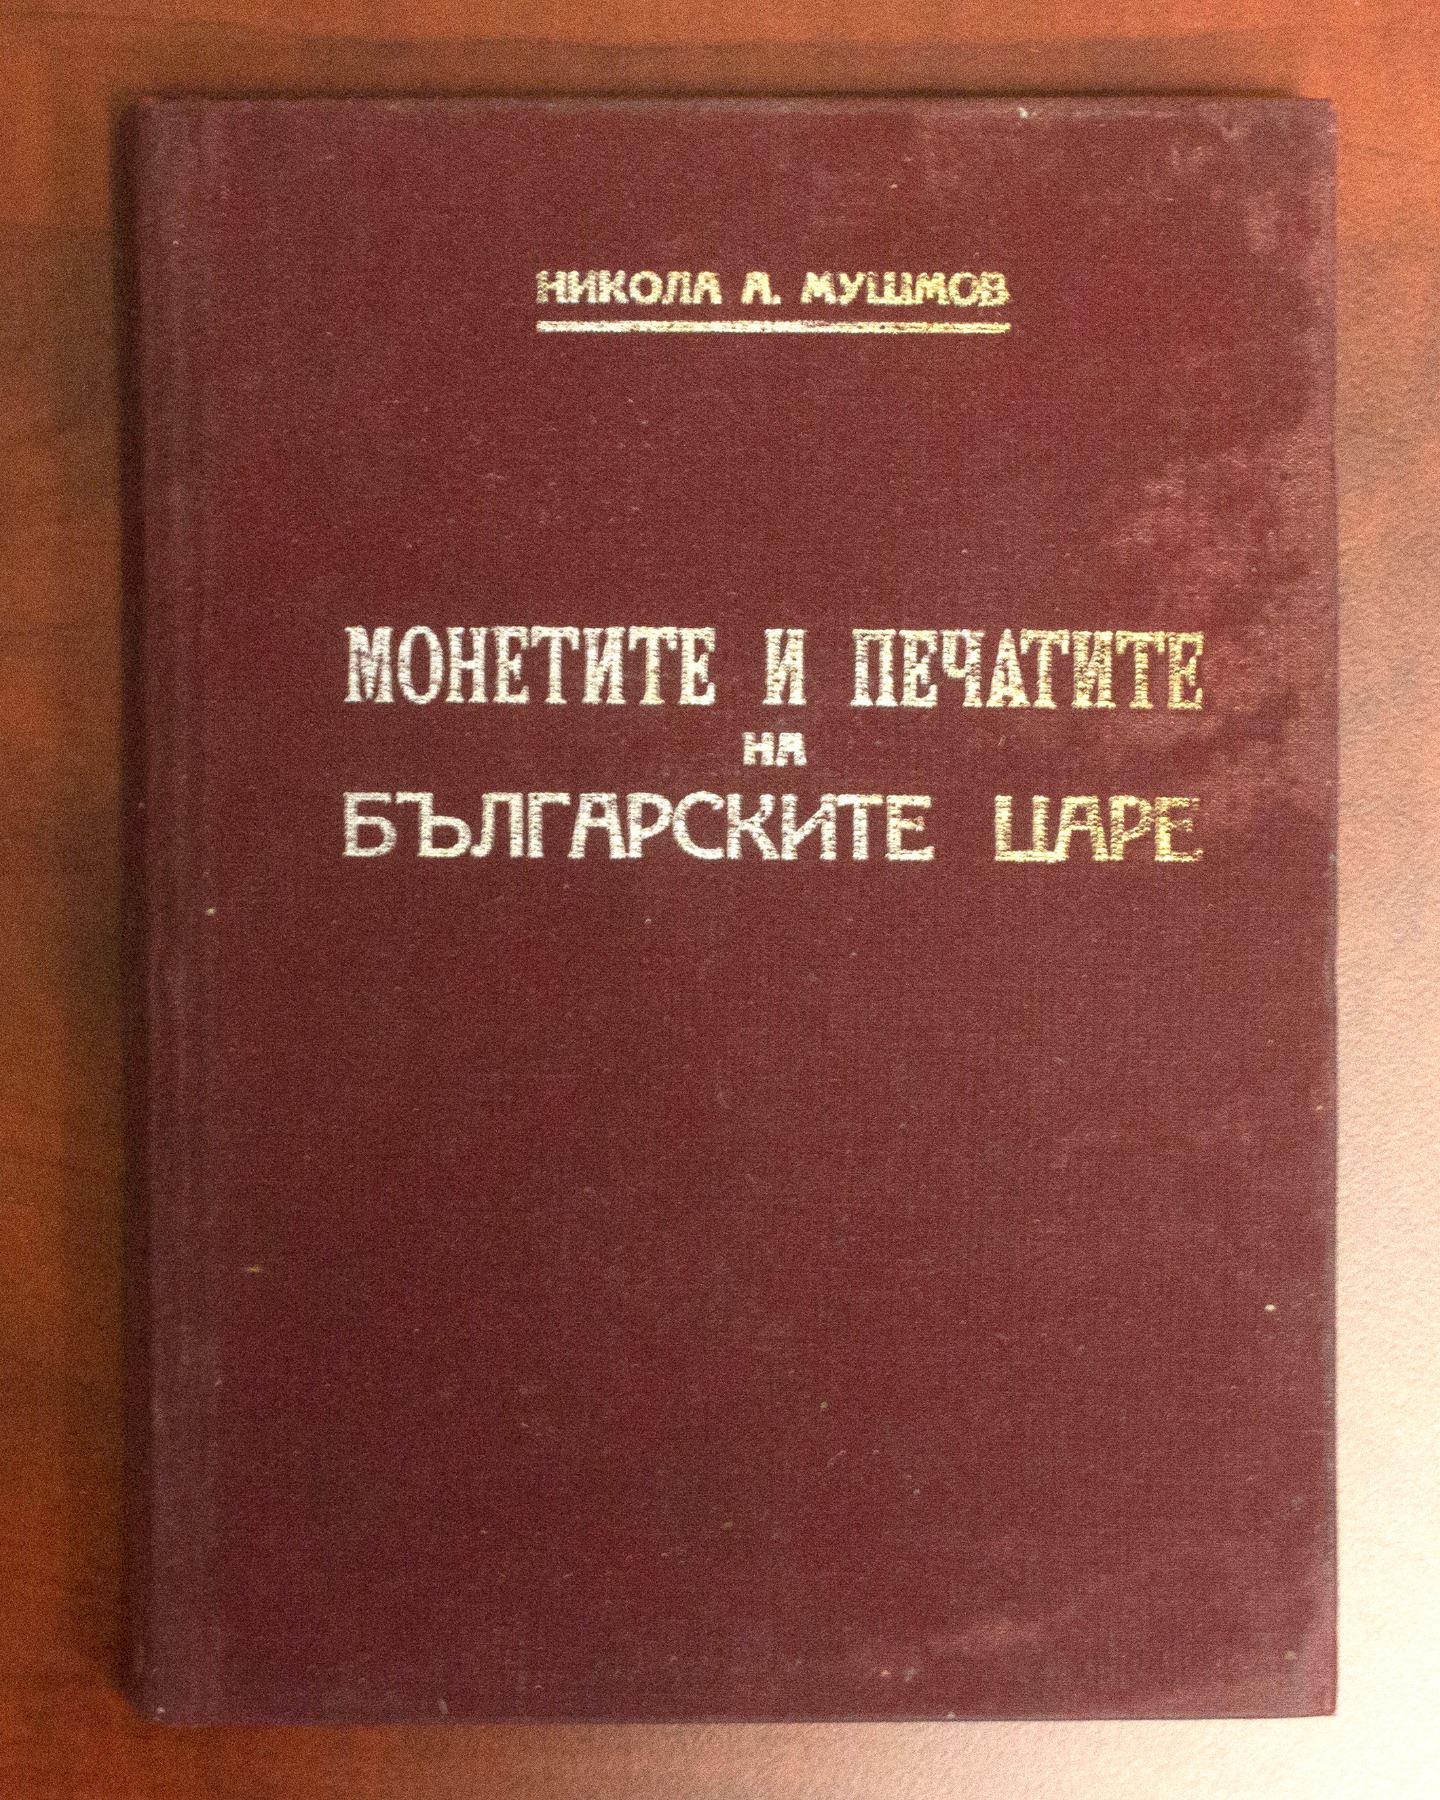 НИКОЛА А. МУШМОВ
МОНЕТИТЕ И ПЕЧАТИТЕ
НА
БЪЛГАРСКИТЕ ЦАРЕ